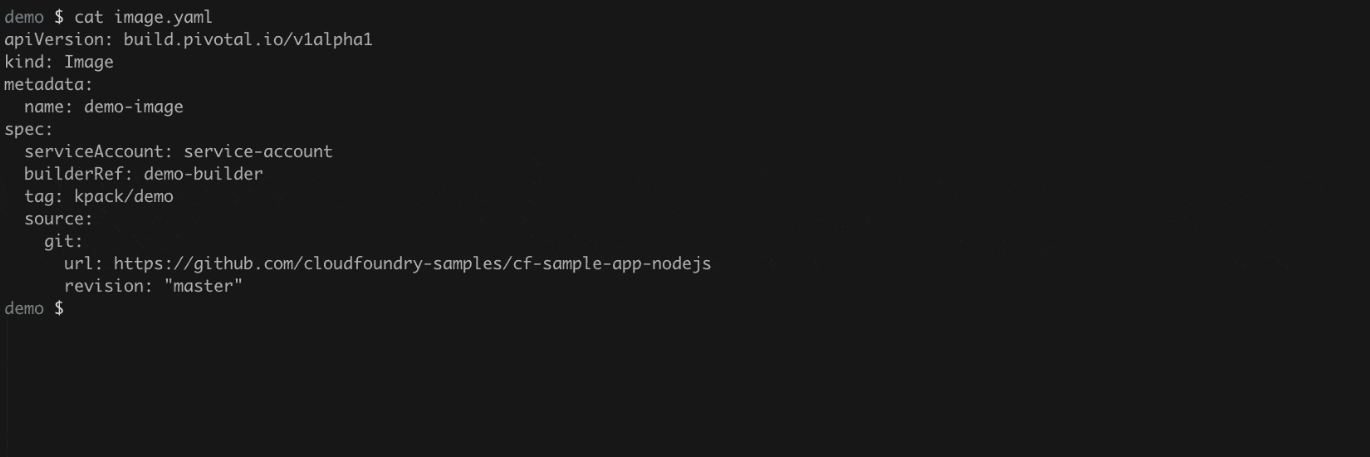 demo $ cat image.yaml
apiVersion: build.pivotal.io/v1alpha1
kind: Image
metadata:
  name: demo-image
spec:
  serviceAccount: service-account
  builderRef: demo-builder
  tag: kpack/demo
  source:
    git:
      url: https://github.com/cloudfoundry-samples/cf-sample-app-nodejs
      revision: "master"
demo $